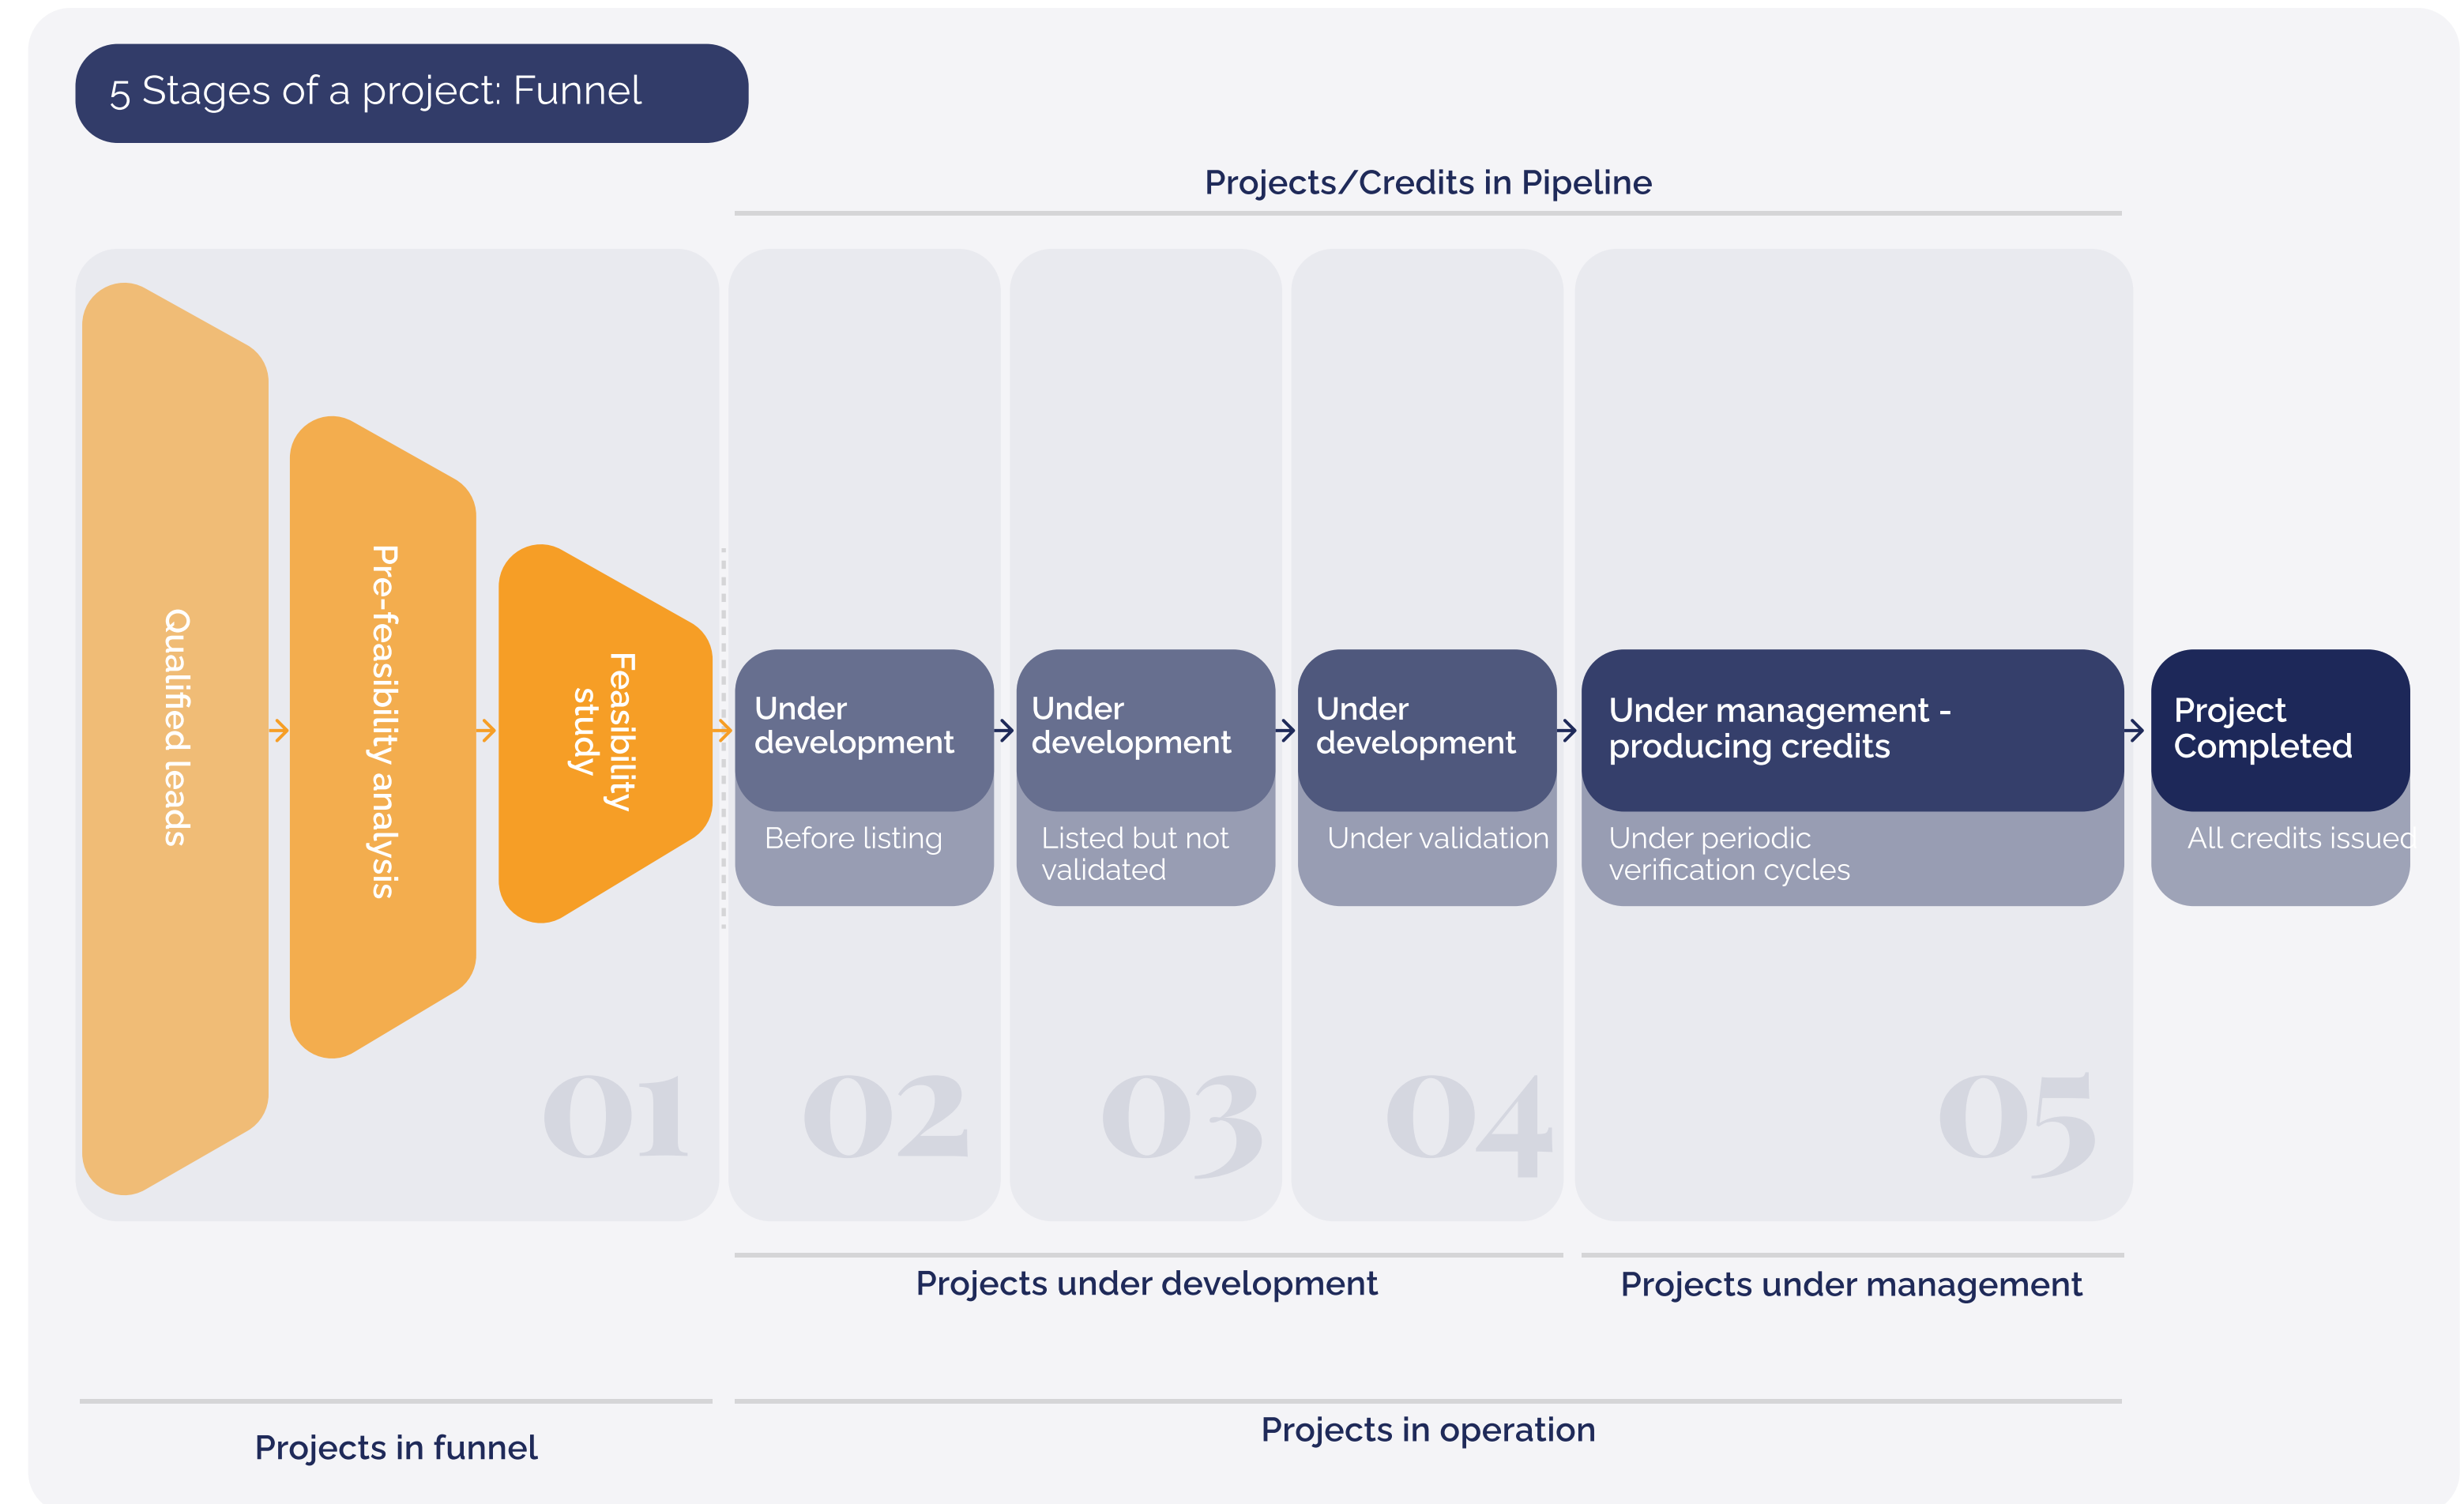 5 Stages of a project: Funnel
Projects/Credits in Pipeline
Qualified leads
Pre-feasibility analysis
Feasibility
study
Under
development
Before listing
Under
development
Listed but not
validated
Under
development
Under validation
Under management -
producing credits
Under periodic
verification cycles
Project
Completed
All credits issued
01
02
03
04
05
Projects under development
Projects under management
Projects in funnel
Projects in operation